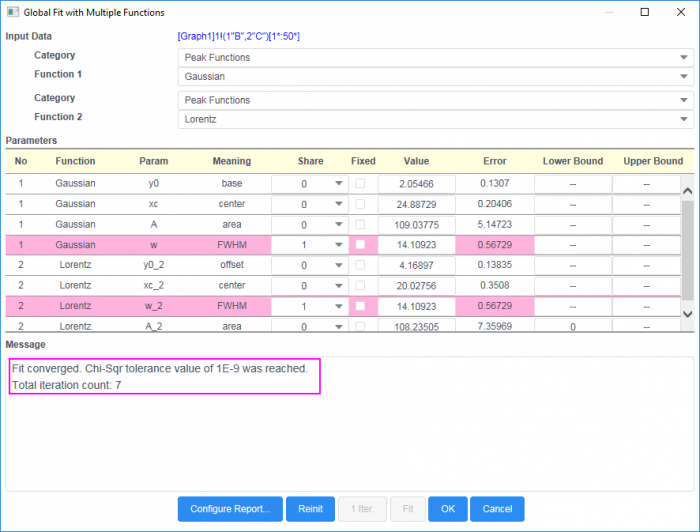 Global Fit with Multiple Functions
Input Data [Graph1]1!(1"B",2"C")[1*:50*]
Category Peak Functions
Function 1 Gaussian
Category Peak Functions
Function 2 Lorentz
Parameters
No Function Param Meaning Share Fixed Value Error Lower Bound Upper Bound
1 Gaussian y0 base 0 2.05466 0.1307 -- --
1 Gaussian xc center 0 24.88729 0.20406 -- --
1 Gaussian A area 0 109.03775 5.14723 -- --
1 Gaussian w FWHM 1 14.10923 0.56729 -- --
2 Lorentz y0_2 offset 0 4.16897 0.13835 -- --
2 Lorentz xc_2 center 0 20.02756 0.3508 -- --
2 Lorentz w_2 FWHM 1 14.10923 0.56729 -- --
2 Lorentz A_2 area 0 108.23505 7.35969 0 --
Message
Fit converged. Chi-Sqr tolerance value of 1E-9 was reached.
Total iteration count: 7
Configure Report... Reinit 1 Iter. Fit OK Cancel